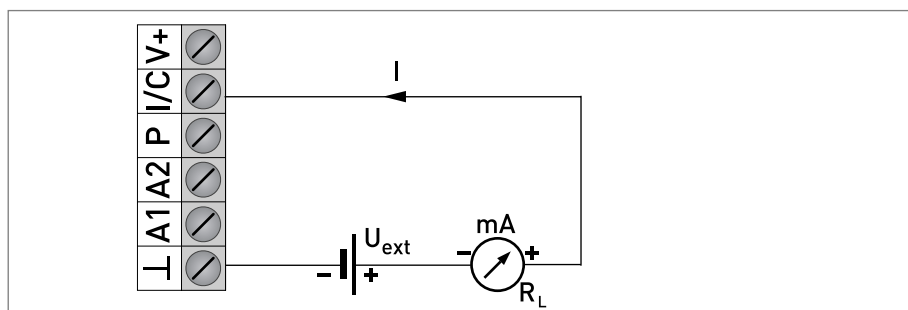 V+
I/C
P
A2
A1
⊥
I
mA
U_ext
- +
- +
R_L